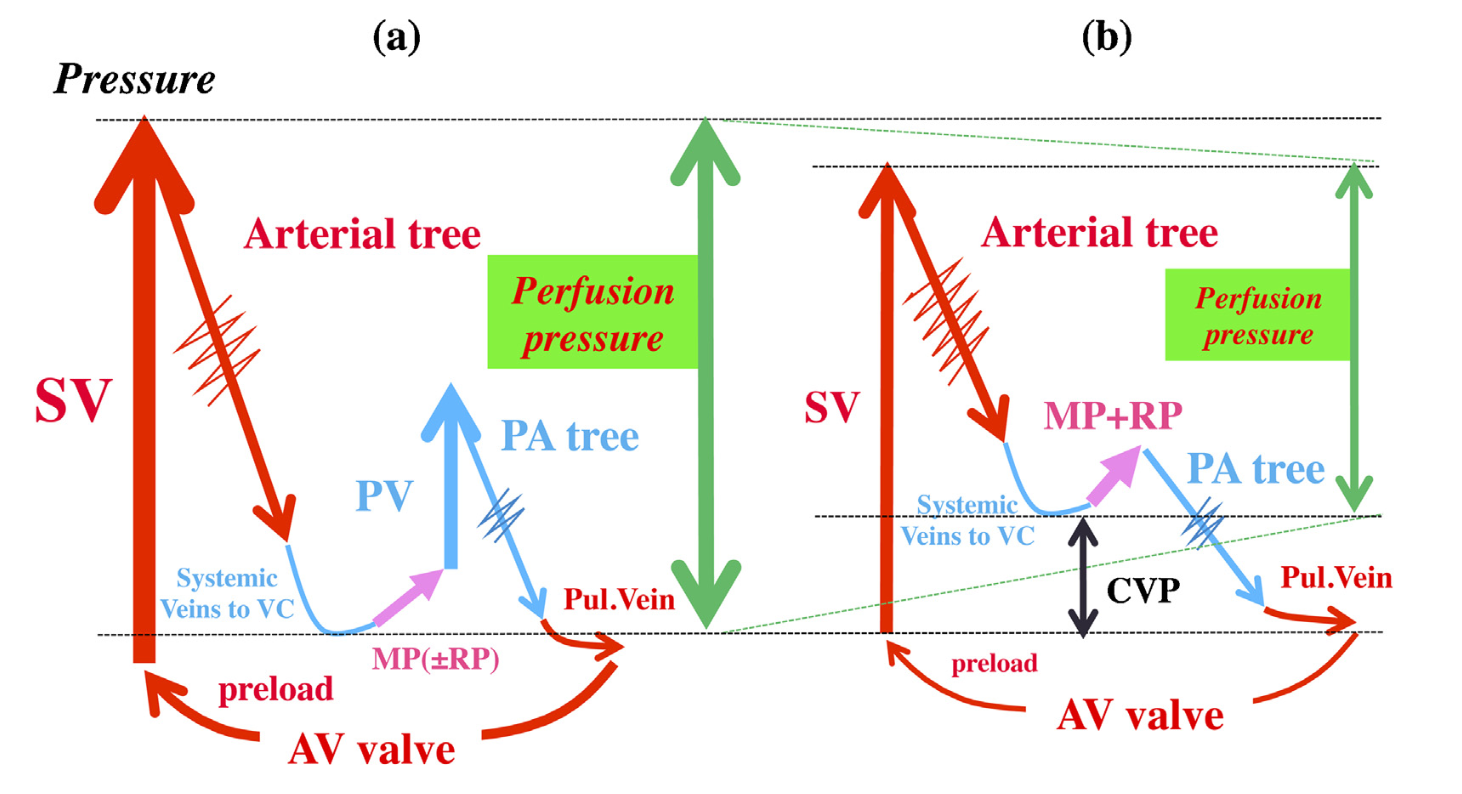 (a)
Pressure
Arterial tree
Perfusion
pressure
SV
PA tree
PV
Systemic
Veins to VC
Pul.Vein
MP(±RP)
preload
AV valve
(b)
Arterial tree
Perfusion
pressure
SV
MP+RP
PA tree
Systemic
Veins to VC
CVP
Pul.Vein
preload
AV valve